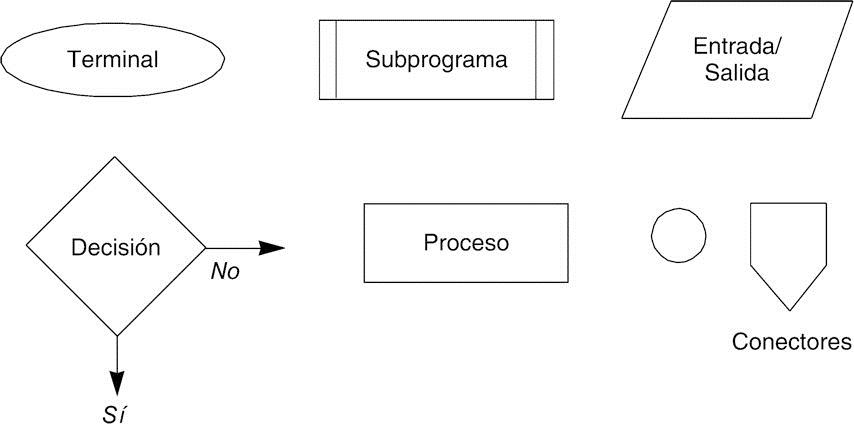 Terminal
Subprograma
Entrada/
Salida
Decisión
No
Sí
Proceso
Conectores